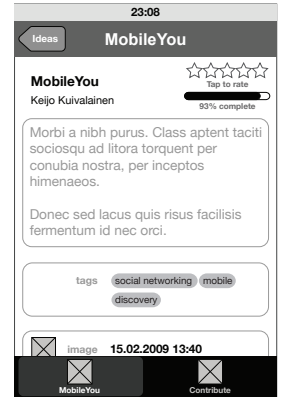 23:08
Ideas
MobileYou
MobileYou
Tap to rate
Keijo Kuivalainen
93% complete
Morbi a nibh purus. Class aptent taciti
sociosqu ad litora torquent per
conubia nostra, per inceptos
himenaeos.
Donec sed lacus quis risus facilisis
fermentum id nec orci.
tags social networking mobile
discovery
image 15.02.2009 13:40
MobileYou Contribute